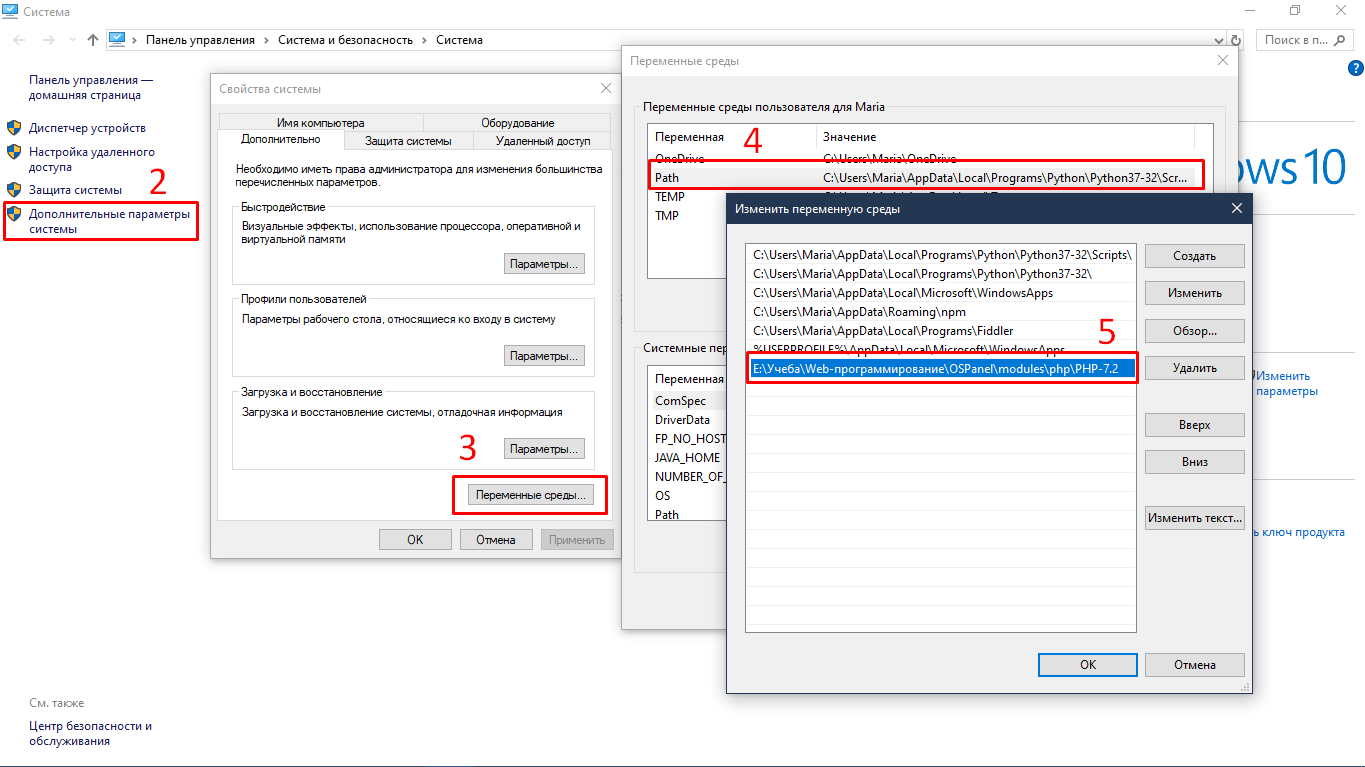 Система
Панель управления
Система и безопасность
Система
Поиск в п...
Панель управления —
домашняя страница
Диспетчер устройств
Настройка удаленного
доступа
Защита системы
2
Дополнительные параметры
системы
См. также
Центр безопасности и
обслуживания
Свойства системы
Имя компьютера
Оборудование
Дополнительно
Защита системы
Удаленный доступ
Необходимо иметь права администратора для изменения большинства
перечисленных параметров.
Быстродействие
Визуальные эффекты, использование процессора, оперативной и
виртуальной памяти
Параметры...
Профили пользователей
Параметры рабочего стола, относящиеся ко входу в систему
Параметры...
Загрузка и восстановление
Загрузка и восстановление системы, отладочная информация
Параметры...
3
Переменные среды...
OK
Отмена
Применить
Переменные среды
Переменные среды пользователя для Maria
Переменная
4
Значение
OneDrive
C:\Users\Maria\OneDrive
Path
C:\Users\Maria\AppData\Local\Programs\Python\Python37-32\Scr...
TEMP
TMP
Системные пер
Переменная
ComSpec
DriverData
FP_NO_HOST
JAVA_HOME
NUMBER_OF_
OS
Path
Изменить переменную среды
C:\Users\Maria\AppData\Local\Programs\Python\Python37-32\Scripts\
C:\Users\Maria\AppData\Local\Programs\Python\Python37-32\
C:\Users\Maria\AppData\Local\Microsoft\WindowsApps
C:\Users\Maria\AppData\Roaming\npm
C:\Users\Maria\AppData\Local\Programs\Fiddler
%USERPROFILE%\AppData\Local\Microsoft\WindowsApps
5
E:\Учеба\Web-программирование\OSPanel\modules\php\PHP-7.2
Создать
Изменить
Обзор...
Удалить
Вверх
Вниз
Изменить текст...
OK
Отмена
ows 10
Изменить
параметры
ь ключ продукта
?